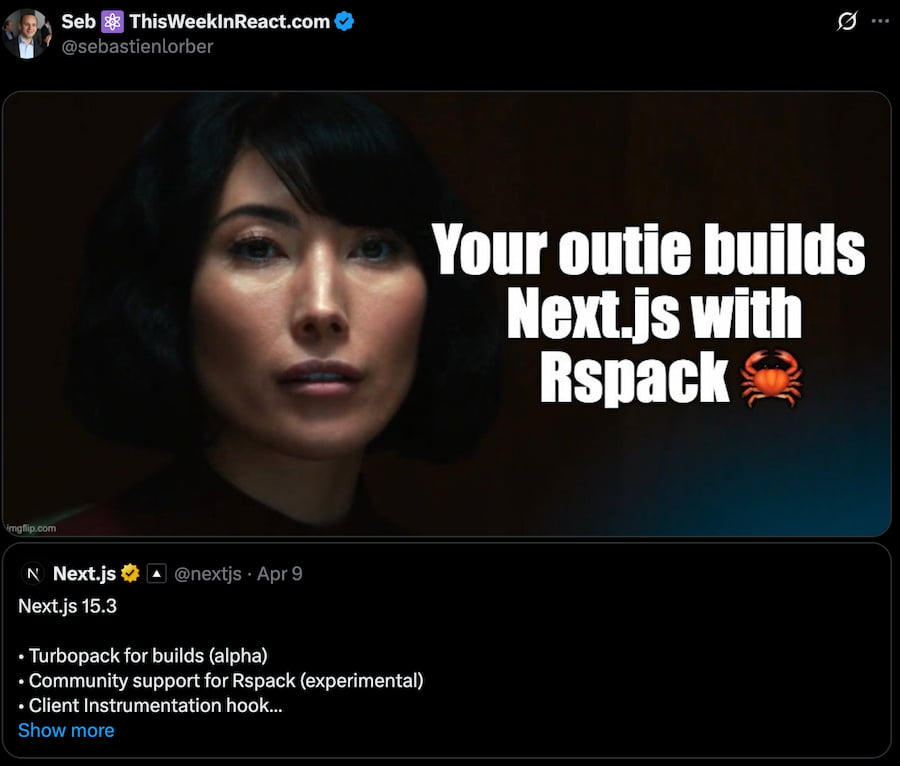 Seb ⚛️ ThisWeekInReact.com
@sebastienlorber
Your outie builds
Next.js with
Rspack 🦀
imgflip.com
N Next.js @nextjs · Apr 9
Next.js 15.3
• Turbopack for builds (alpha)
• Community support for Rspack (experimental)
• Client Instrumentation hook...
Show more